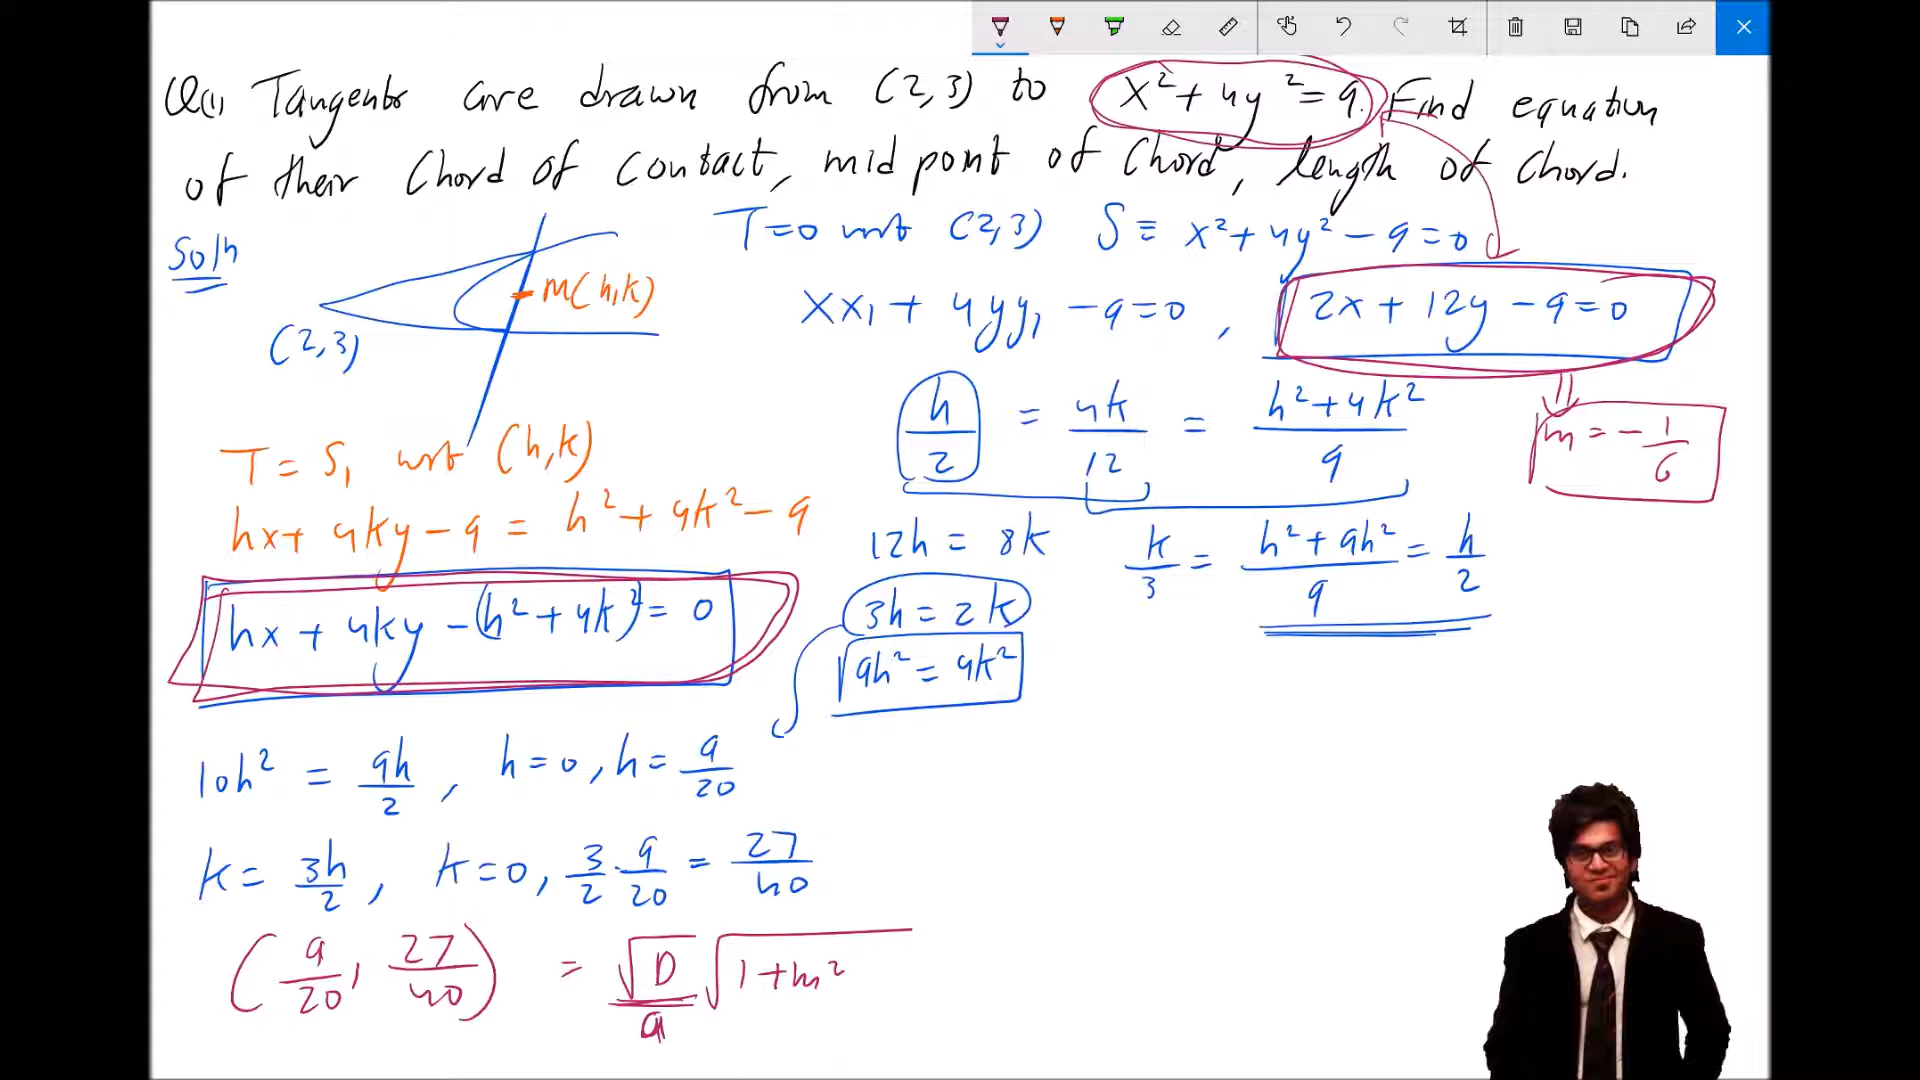 Q(1) Tangents are drawn from (2,3) to x² + 4y² = 9. Find equation
of their Chord of Contact, mid point of Chord, length of Chord.
Soln
T=0 wrt (2,3) S ≡ x² + 4y² - 9 = 0
m(h,k)
(2,3)
xx₁ + 4yy₁ - 9 = 0 , 2x + 12y - 9 = 0
h/2 = 4k/12 = (h² + 4k²)/9
m = -1/6
T = S₁ wrt (h,k)
hx + 4ky - 9 = h² + 4k² - 9
hx + 4ky - (h² + 4k²) = 0
12h = 8k
k/3 = (h² + 9h²)/9 = h/2
3h = 2k
9h² = 4k²
10h² = 9h/2 , h = 0 , h = 9/20
k = 3h/2 , k = 0 , 3/2 · 9/20 = 27/40
(9/20 , 27/40) = √D/a √(1+m²)